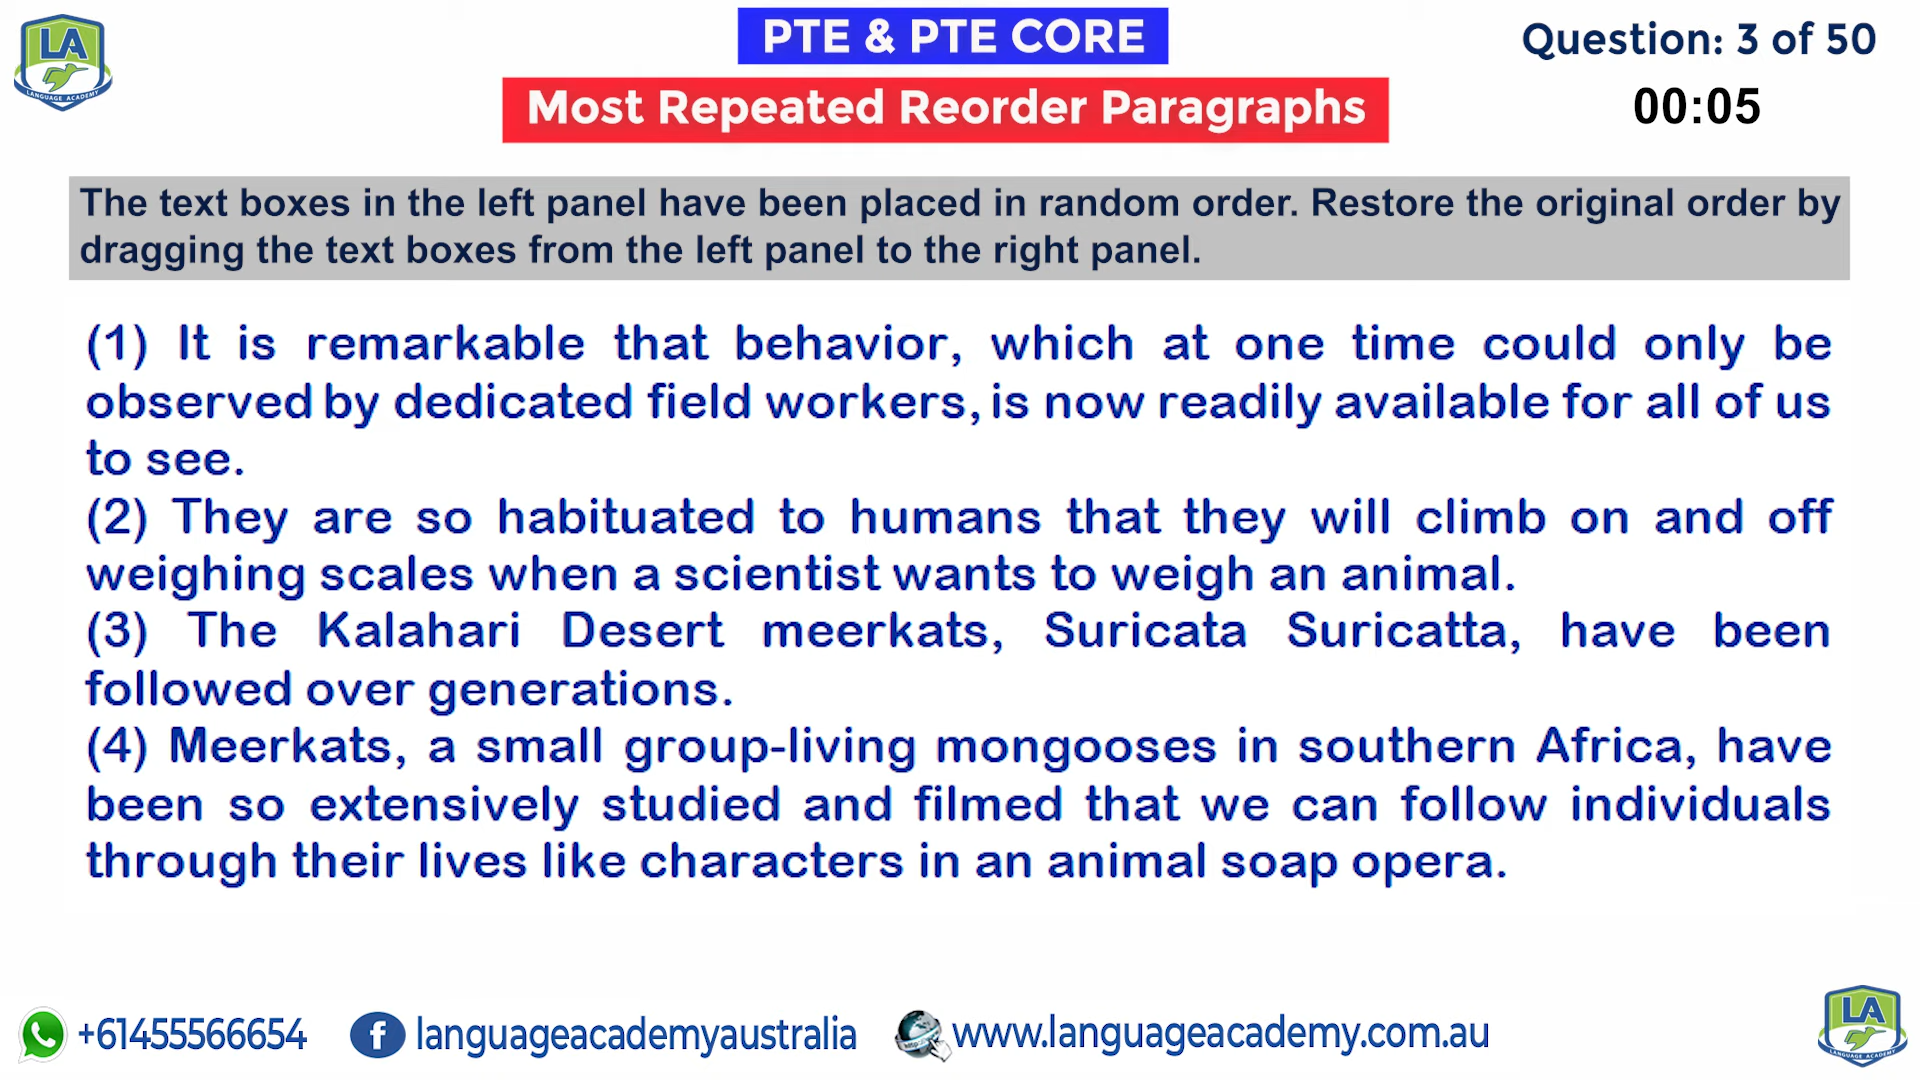 LA
LANGUAGE ACADEMY
PTE & PTE CORE
Question: 3 of 50
Most Repeated Reorder Paragraphs
00:05
The text boxes in the left panel have been placed in random order. Restore the original order by
dragging the text boxes from the left panel to the right panel.
(1) It is remarkable that behavior, which at one time could only be
observed by dedicated field workers, is now readily available for all of us
to see.
(2) They are so habituated to humans that they will climb on and off
weighing scales when a scientist wants to weigh an animal.
(3) The Kalahari Desert meerkats, Suricata Suricatta, have been
followed over generations.
(4) Meerkats, a small group-living mongooses in southern Africa, have
been so extensively studied and filmed that we can follow individuals
through their lives like characters in an animal soap opera.
+61455566654
languageacademyaustralia
http://
www.languageacademy.com.au
LA
LANGUAGE ACADEMY